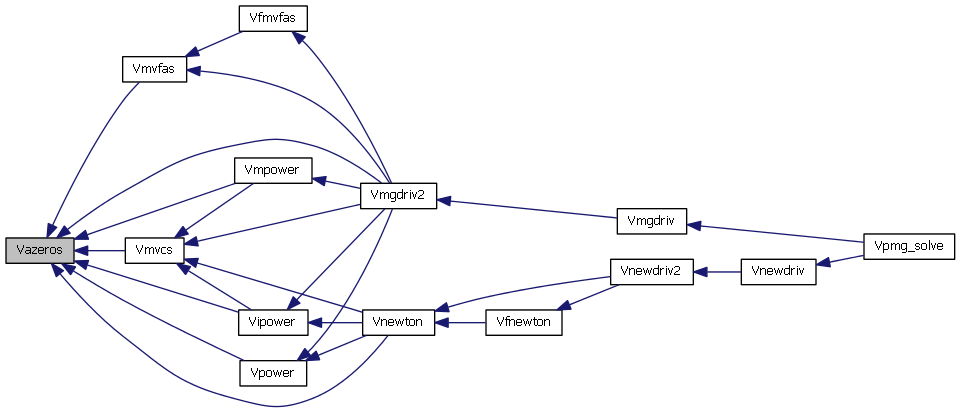 Vfmvfas
Vmvfas
Vmpower
Vmgdriv2
Vmgdriv
Vazeros
Vmvcs
Vpmg_solve
Vnewdriv2
Vnewdriv
Vipower
Vnewton
Vfnewton
Vpower